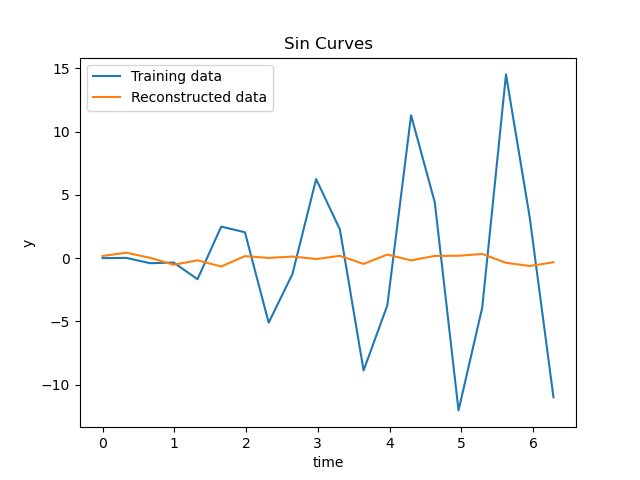 Sin Curves
Training data
Reconstructed data
15
10
5
0
−5
−10
y
0 1 2 3 4 5 6
time